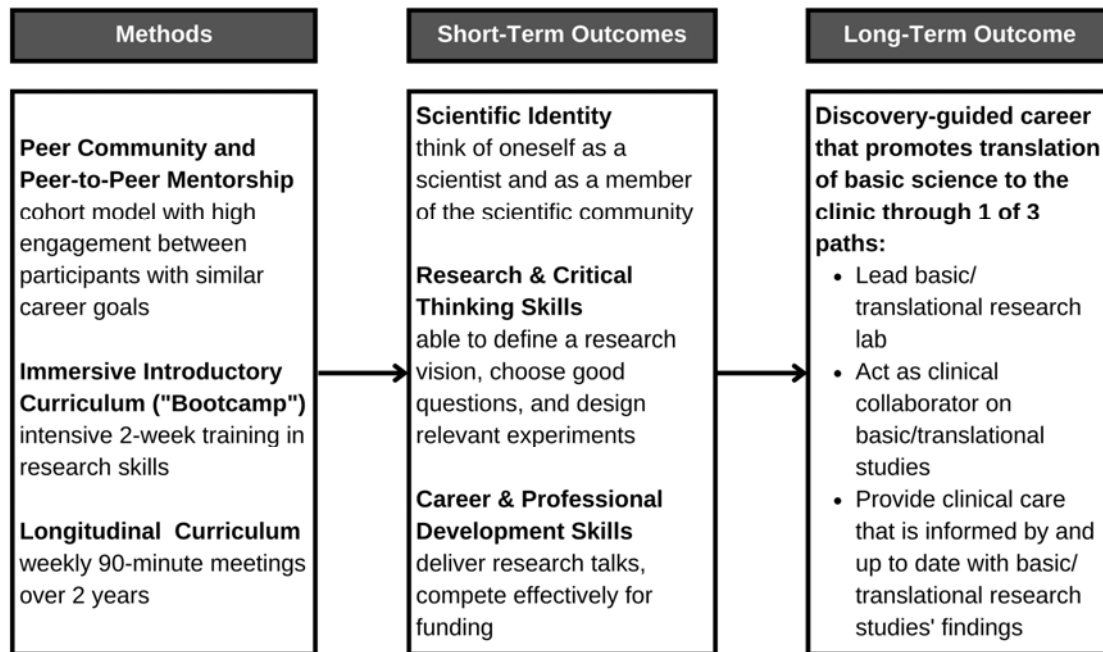 Methods
Peer Community and
Peer-to-Peer Mentorship
cohort model with high
engagement between
participants with similar
career goals
Immersive Introductory
Curriculum ("Bootcamp")
intensive 2-week training in
research skills
Longitudinal Curriculum
weekly 90-minute meetings
over 2 years
Short-Term Outcomes
Scientific Identity
think of oneself as a
scientist and as a member
of the scientific community
Research & Critical
Thinking Skills
able to define a research
vision, choose good
questions, and design
relevant experiments
Career & Professional
Development Skills
deliver research talks,
compete effectively for
funding
Long-Term Outcome
Discovery-guided career
that promotes translation
of basic science to the
clinic through 1 of 3
paths:
• Lead basic/
translational research
lab
• Act as clinical
collaborator on
basic/translational
studies
• Provide clinical care
that is informed by and
up to date with basic/
translational research
studies' findings